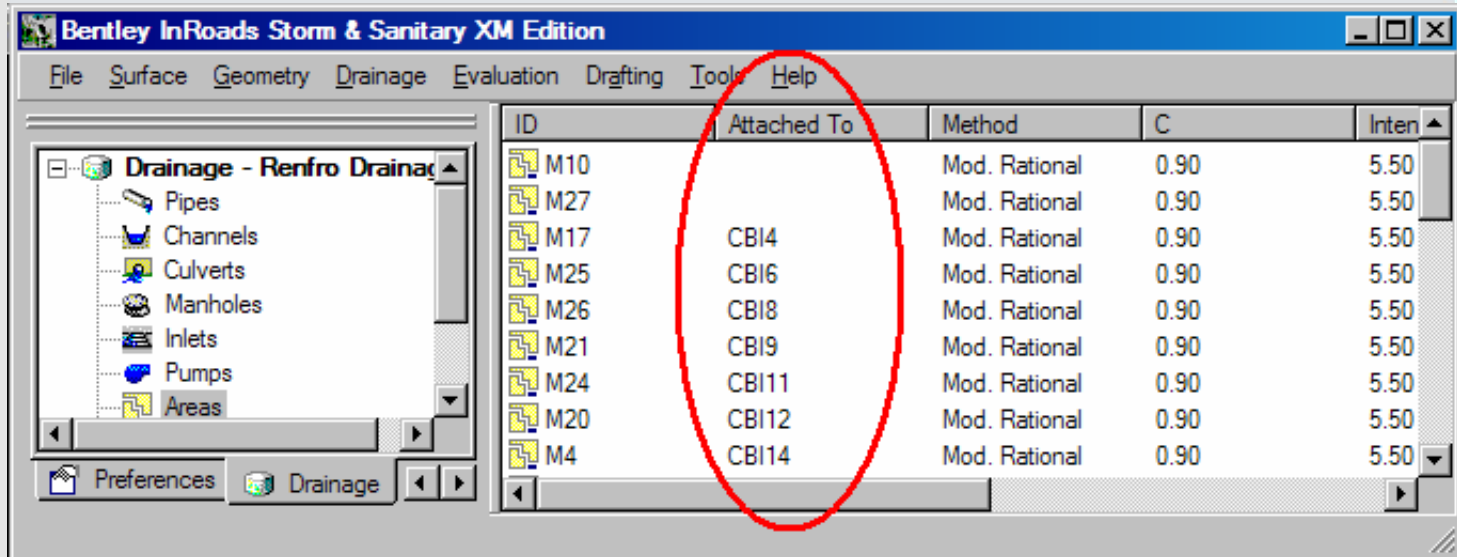 Bentley InRoads Storm & Sanitary XM Edition
File Surface Geometry Drainage Evaluation Drafting Tools Help
Drainage - Renfro Drainag
Pipes
Channels
Culverts
Manholes
Inlets
Pumps
Areas
Preferences Drainage
ID Attached To Method C Inten
M10 Mod. Rational 0.90 5.50
M27 Mod. Rational 0.90 5.50
M17 CBI4 Mod. Rational 0.90 5.50
M25 CBI6 Mod. Rational 0.90 5.50
M26 CBI8 Mod. Rational 0.90 5.50
M21 CBI9 Mod. Rational 0.90 5.50
M24 CBI11 Mod. Rational 0.90 5.50
M20 CBI12 Mod. Rational 0.90 5.50
M4 CBI14 Mod. Rational 0.90 5.50